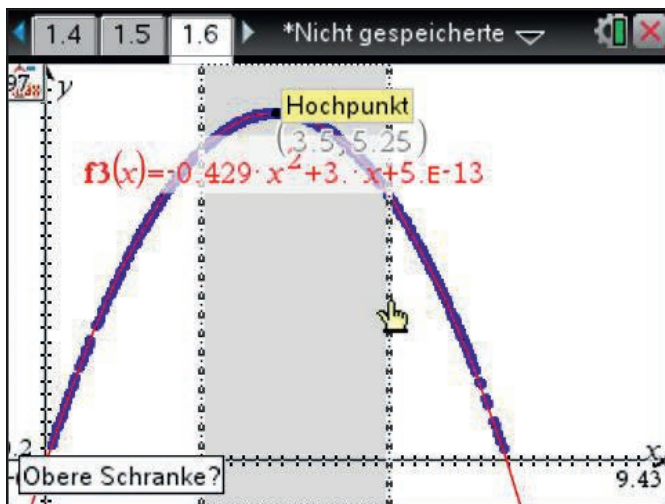 1.4 1.5 1.6 *Nicht gespeicherte
y
Hochpunkt
(3.5, 5.25)
f3(x)=-0.429·x²+3.·x+5.E-13
x
9.43
Obere Schranke?